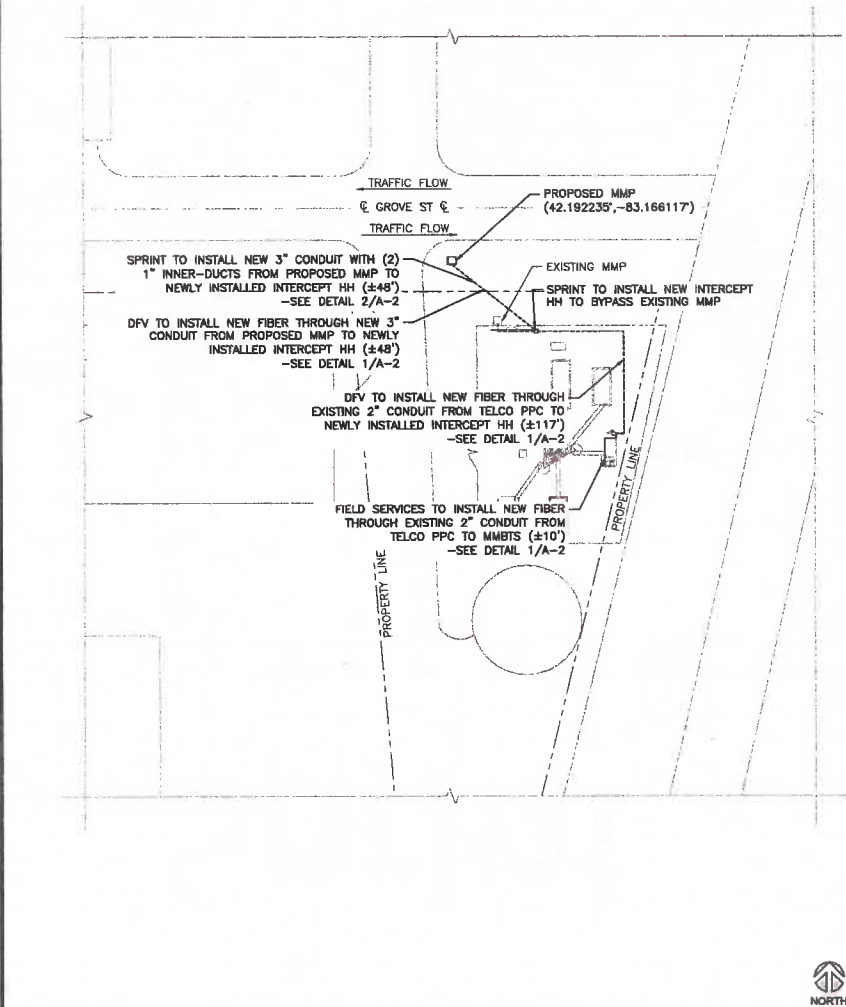 TRAFFIC FLOW
℄ GROVE ST ℄
TRAFFIC FLOW
PROPOSED MMP
(42.192235°,-83.166117°)
SPRINT TO INSTALL NEW 3" CONDUIT WITH (2)
1" INNER-DUCTS FROM PROPOSED MMP TO
NEWLY INSTALLED INTERCEPT HH (±48')
-SEE DETAIL 2/A-2
EXISTING MMP
SPRINT TO INSTALL NEW INTERCEPT
HH TO BYPASS EXISTING MMP
DFV TO INSTALL NEW FIBER THROUGH NEW 3"
CONDUIT FROM PROPOSED MMP TO NEWLY
INSTALLED INTERCEPT HH (±48')
-SEE DETAIL 1/A-2
DFV TO INSTALL NEW FIBER THROUGH
EXISTING 2" CONDUIT FROM TELCO PPC TO
NEWLY INSTALLED INTERCEPT HH (±117')
-SEE DETAIL 1/A-2
FIELD SERVICES TO INSTALL NEW FIBER
THROUGH EXISTING 2" CONDUIT FROM
TELCO PPC TO MMBTS (±10')
-SEE DETAIL 1/A-2
PROPERTY LINE
PROPERTY LINE
NORTH